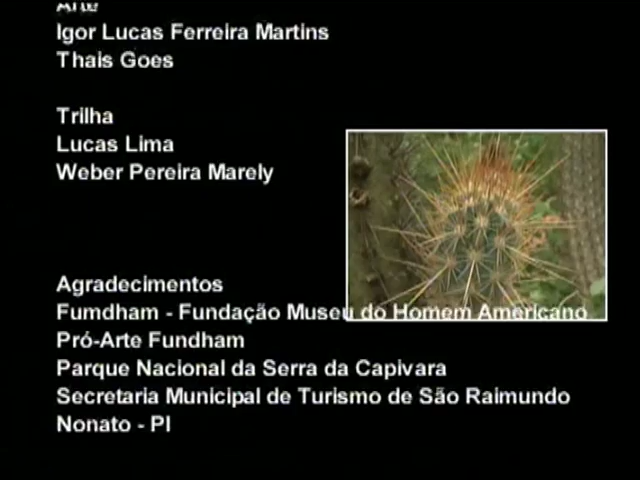 Arte
Igor Lucas Ferreira Martins
Thais Goes
Trilha
Lucas Lima
Weber Pereira Marely
Agradecimentos
Fumdham - Fundação Museu do Homem Americano
Pró-Arte Fundham
Parque Nacional da Serra da Capivara
Secretaria Municipal de Turismo de São Raimundo
Nonato - PI